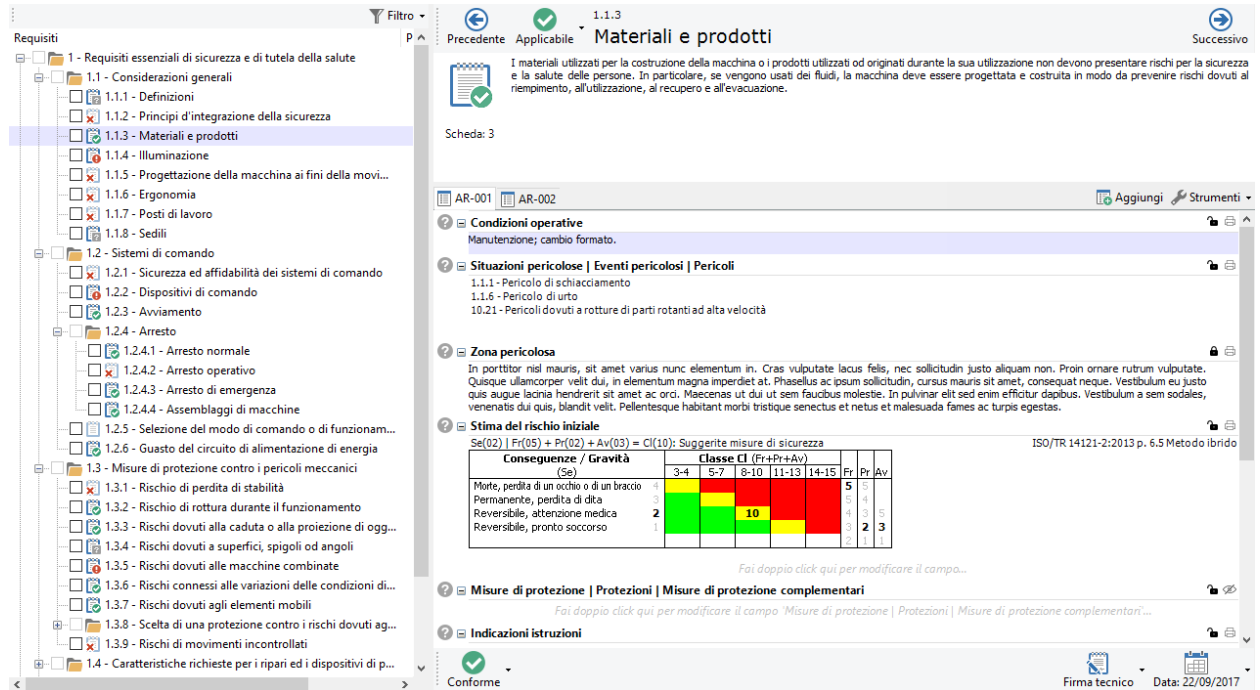 Filtro
Requisiti P
1 - Requisiti essenziali di sicurezza e di tutela della salute
1.1 - Considerazioni generali
1.1.1 - Definizioni
1.1.2 - Principi d'integrazione della sicurezza
1.1.3 - Materiali e prodotti
1.1.4 - Illuminazione
1.1.5 - Progettazione della macchina ai fini della movi...
1.1.6 - Ergonomia
1.1.7 - Posti di lavoro
1.1.8 - Sedili
1.2 - Sistemi di comando
1.2.1 - Sicurezza ed affidabilità dei sistemi di comando
1.2.2 - Dispositivi di comando
1.2.3 - Avviamento
1.2.4 - Arresto
1.2.4.1 - Arresto normale
1.2.4.2 - Arresto operativo
1.2.4.3 - Arresto di emergenza
1.2.4.4 - Assemblaggi di macchine
1.2.5 - Selezione del modo di comando o di funzionam...
1.2.6 - Guasto del circuito di alimentazione di energia
1.3 - Misure di protezione contro i pericoli meccanici
1.3.1 - Rischio di perdita di stabilità
1.3.2 - Rischio di rottura durante il funzionamento
1.3.3 - Rischi dovuti alla caduta o alla proiezione di ogg...
1.3.4 - Rischi dovuti a superfici, spigoli od angoli
1.3.5 - Rischi dovuti alle macchine combinate
1.3.6 - Rischi connessi alle variazioni delle condizioni di...
1.3.7 - Rischi dovuti agli elementi mobili
1.3.8 - Scelta di una protezione contro i rischi dovuti ag...
1.3.9 - Rischi di movimenti incontrollati
1.4 - Caratteristiche richieste per i ripari ed i dispositivi di p...
Precedente Applicabile
1.1.3
Materiali e prodotti
Successivo
I materiali utilizzati per la costruzione della macchina o i prodotti utilizzati od originati durante la sua utilizzazione non devono presentare rischi per la sicurezza
e la salute delle persone. In particolare, se vengono usati dei fluidi, la macchina deve essere progettata e costruita in modo da prevenire rischi dovuti al
riempimento, all'utilizzazione, al recupero e all'evacuazione.
Scheda: 3
AR-001 AR-002 Aggiungi Strumenti
Condizioni operative
Manutenzione; cambio formato.
Situazioni pericolose | Eventi pericolosi | Pericoli
1.1.1 - Pericolo di schiacciamento
1.1.6 - Pericolo di urto
10.21 - Pericoli dovuti a rotture di parti rotanti ad alta velocità
Zona pericolosa
In porttitor nisl mauris, sit amet varius nunc elementum in. Cras vulputate lacus felis, nec sollicitudin justo aliquam non. Proin ornare rutrum vulputate.
Quisque ullamcorper velit dui, in elementum magna imperdiet at. Phasellus ac ipsum sollicitudin, cursus mauris sit amet, consequat neque. Vestibulum eu justo
quis augue lacinia hendrerit sit amet ac orci. Maecenas ut dui ut sem faucibus molestie. In pulvinar elit sed enim efficitur dapibus. Vestibulum a sem sodales,
venenatis dui quis, blandit velit. Pellentesque habitant morbi tristique senectus et netus et malesuada fames ac turpis egestas.
Stima del rischio iniziale
Se(02) | Fr(05) + Pr(02) + Av(03) = Cl(10): Suggerite misure di sicurezza ISO/TR 14121-2:2013 p. 6.5 Metodo ibrido
Conseguenze / Gravità Classe Cl (Fr+Pr+Av)
(Se) 3-4 5-7 8-10 11-13 14-15 Fr Pr Av
Morte, perdita di un occhio o di un braccio 4 5 5
Permanente, perdita di dita 3 5 4
Reversibile, attenzione medica 2 10 4 3 5
Reversibile, pronto soccorso 1 3 2 3
2 1 1
Fai doppio click qui per modificare il campo...
Misure di protezione | Protezioni | Misure di protezione complementari
Fai doppio click qui per modificare il campo 'Misure di protezione | Protezioni | Misure di protezione complementari'...
Indicazioni istruzioni
Conforme Firma tecnico Data: 22/09/2017